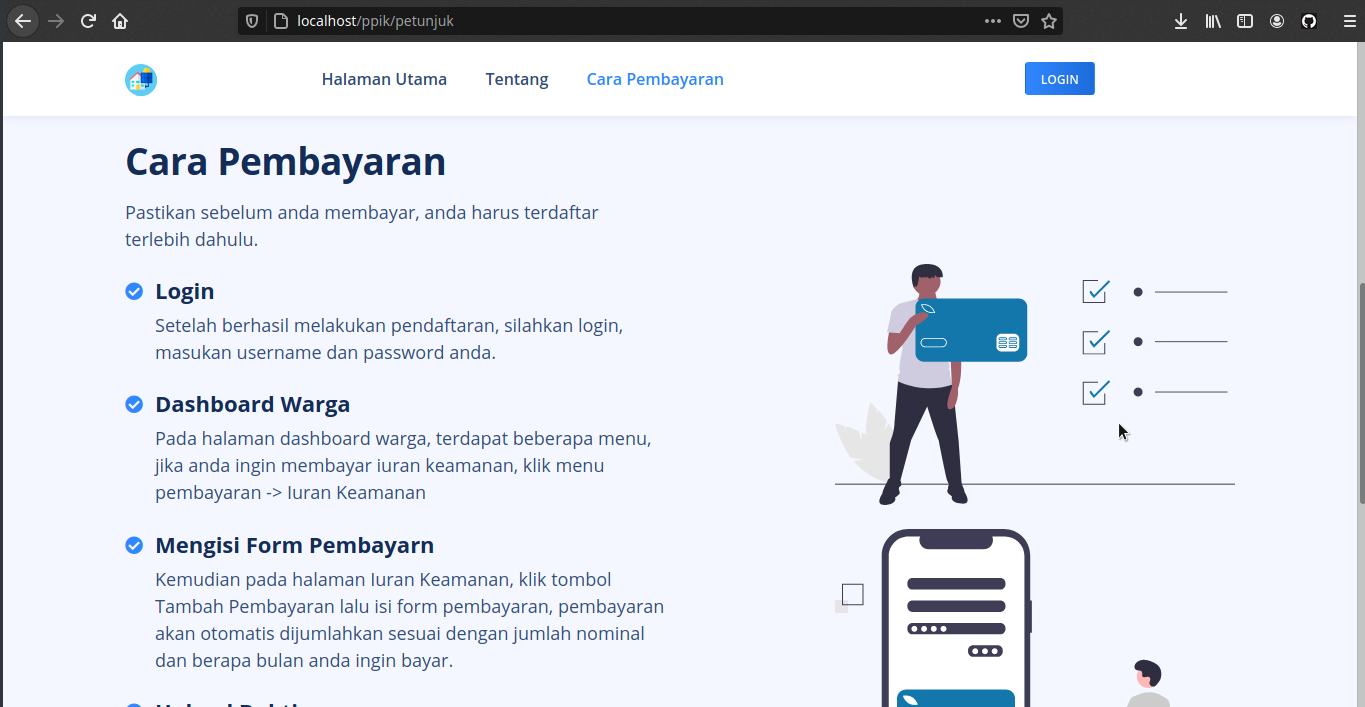 localhost/ppik/petunjuk
Halaman Utama
Tentang
Cara Pembayaran
LOGIN
Cara Pembayaran
Pastikan sebelum anda membayar, anda harus terdaftar
terlebih dahulu.
Login
Setelah berhasil melakukan pendaftaran, silahkan login,
masukan username dan password anda.
Dashboard Warga
Pada halaman dashboard warga, terdapat beberapa menu,
jika anda ingin membayar iuran keamanan, klik menu
pembayaran -> Iuran Keamanan
Mengisi Form Pembayarn
Kemudian pada halaman Iuran Keamanan, klik tombol
Tambah Pembayaran lalu isi form pembayaran, pembayaran
akan otomatis dijumlahkan sesuai dengan jumlah nominal
dan berapa bulan anda ingin bayar.